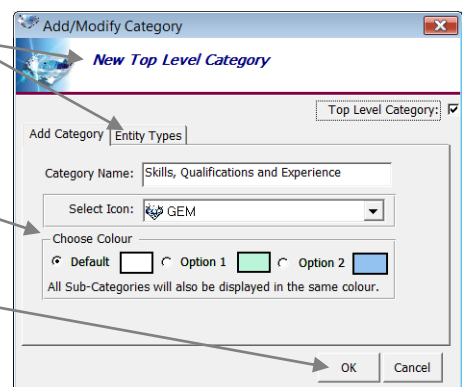 Add/Modify Category
New Top Level Category
Top Level Category:
Add Category Entity Types
Category Name: Skills, Qualifications and Experience
Select Icon: GEM
Choose Colour
Default Option 1 Option 2
All Sub-Categories will also be displayed in the same colour.
OK Cancel